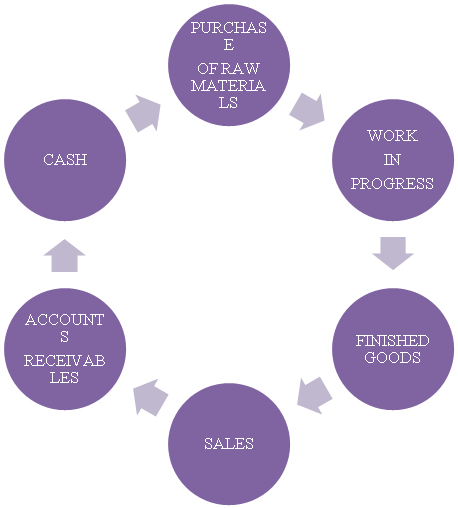 PURCHAS
E
OF RAW
MATERIA
LS
WORK
IN
PROGRESS
FINISHED
GOODS
SALES
ACCOUNT
S
RECEIVAB
LES
CASH